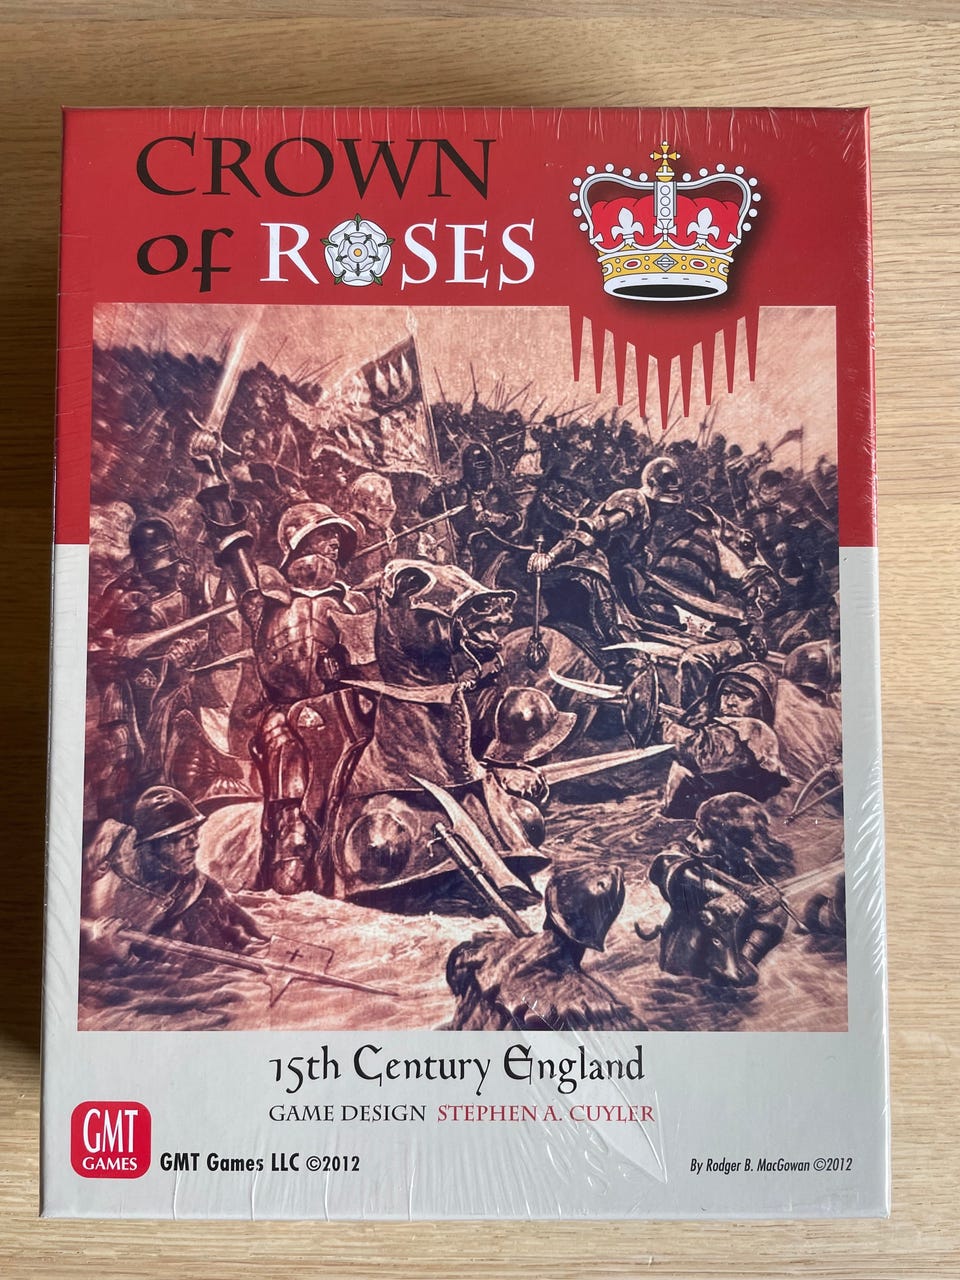 CROWN
of ROSES
15th Century England
GAME DESIGN STEPHEN A. CUYLER
GMT
GAMES
GMT Games LLC ©2012
By Rodger B. MacGowan ©2012